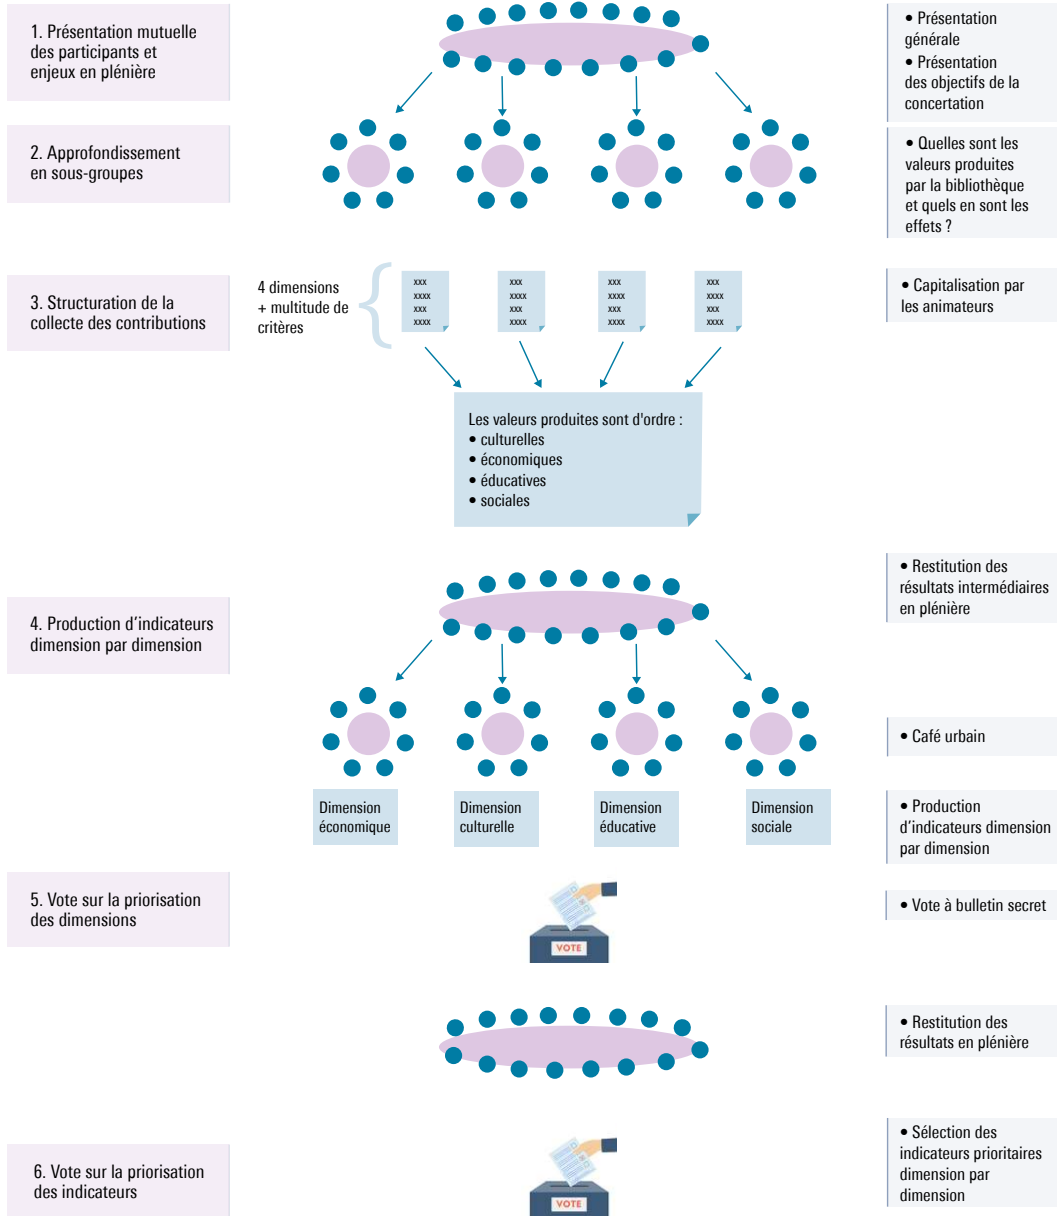 1. Présentation mutuelle
des participants et
enjeux en plénière
• Présentation
générale
• Présentation
des objectifs de la
concertation
2. Approfondissement
en sous-groupes
• Quelles sont les
valeurs produites
par la bibliothèque
et quels en sont les
effets ?
3. Structuration de la
collecte des contributions
4 dimensions
+ multitude de
critères
xxx
xxxx
xxx
xxxx
xxx
xxxx
xxx
xxxx
xxx
xxxx
xxx
xxxx
xxx
xxxx
xxx
xxxx
• Capitalisation par
les animateurs
Les valeurs produites sont d'ordre :
• culturelles
• économiques
• éducatives
• sociales
4. Production d’indicateurs
dimension par dimension
• Restitution des
résultats intermédiaires
en plénière
• Café urbain
Dimension
économique
Dimension
culturelle
Dimension
éducative
Dimension
sociale
• Production
d’indicateurs dimension
par dimension
5. Vote sur la priorisation
des dimensions
VOTE
• Vote à bulletin secret
• Restitution des
résultats en plénière
6. Vote sur la priorisation
des indicateurs
VOTE
• Sélection des
indicateurs prioritaires
dimension par
dimension